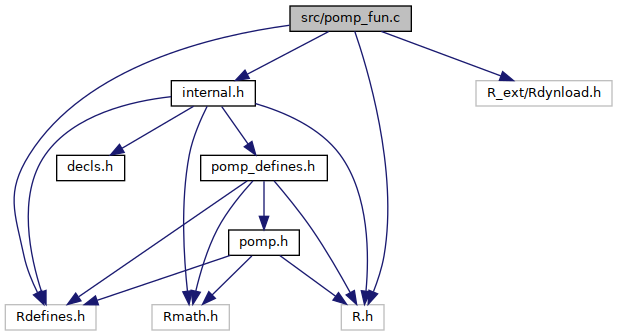 src/pomp_fun.c
internal.h
R_ext/Rdynload.h
decls.h
pomp_defines.h
pomp.h
Rdefines.h
Rmath.h
R.h